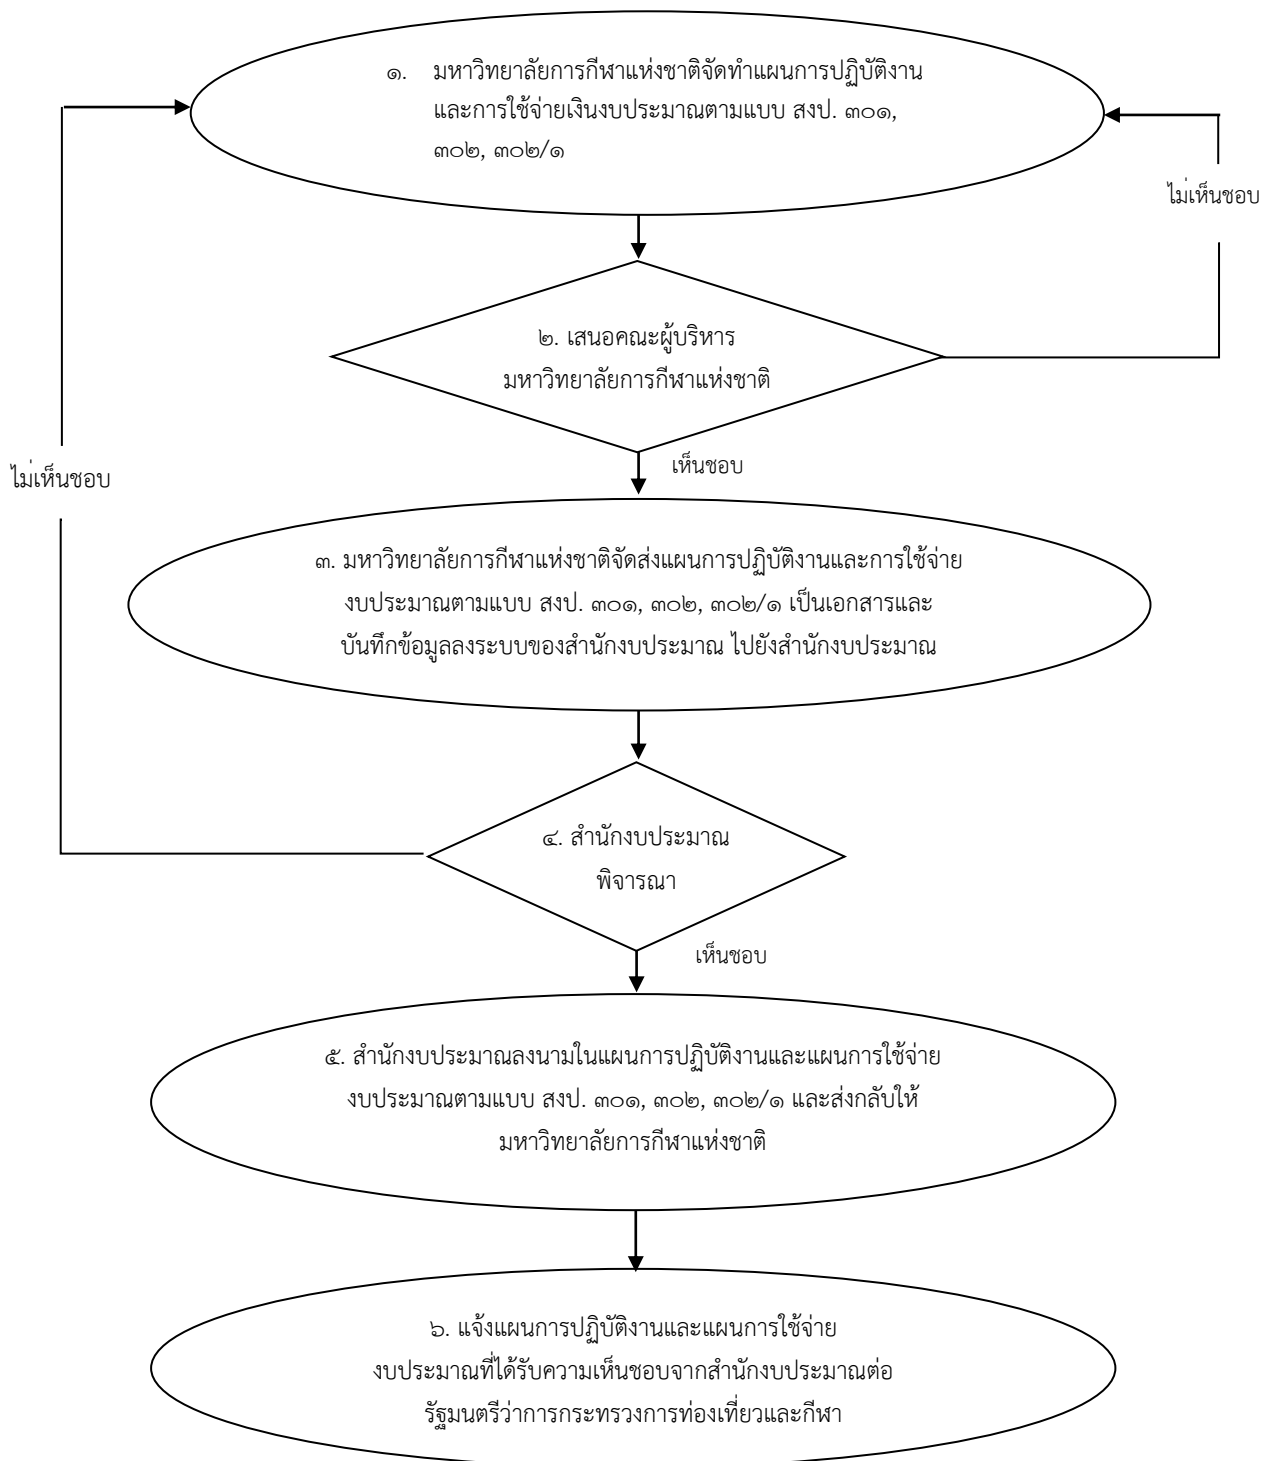 ๑. มหาวิทยาลัยการกีฬาแห่งชาติจัดทำแผนการปฏิบัติงาน
และการใช้จ่ายเงินงบประมาณตามแบบ สงป. ๓๐๑,
๓๐๒, ๓๐๒/๑
ไม่เห็นชอบ
๒. เสนอคณะผู้บริหาร
มหาวิทยาลัยการกีฬาแห่งชาติ
เห็นชอบ
ไม่เห็นชอบ
๓. มหาวิทยาลัยการกีฬาแห่งชาติจัดส่งแผนการปฏิบัติงานและการใช้จ่าย
งบประมาณตามแบบ สงป. ๓๐๑, ๓๐๒, ๓๐๒/๑ เป็นเอกสารและ
บันทึกข้อมูลลงระบบของสำนักงบประมาณ ไปยังสำนักงบประมาณ
๔. สำนักงบประมาณ
พิจารณา
เห็นชอบ
๕. สำนักงบประมาณลงนามในแผนการปฏิบัติงานและแผนการใช้จ่าย
งบประมาณตามแบบ สงป. ๓๐๑, ๓๐๒, ๓๐๒/๑ และส่งกลับให้
มหาวิทยาลัยการกีฬาแห่งชาติ
๖. แจ้งแผนการปฏิบัติงานและแผนการใช้จ่าย
งบประมาณที่ได้รับความเห็นชอบจากสำนักงบประมาณต่อ
รัฐมนตรีว่าการกระทรวงการท่องเที่ยวและกีฬา